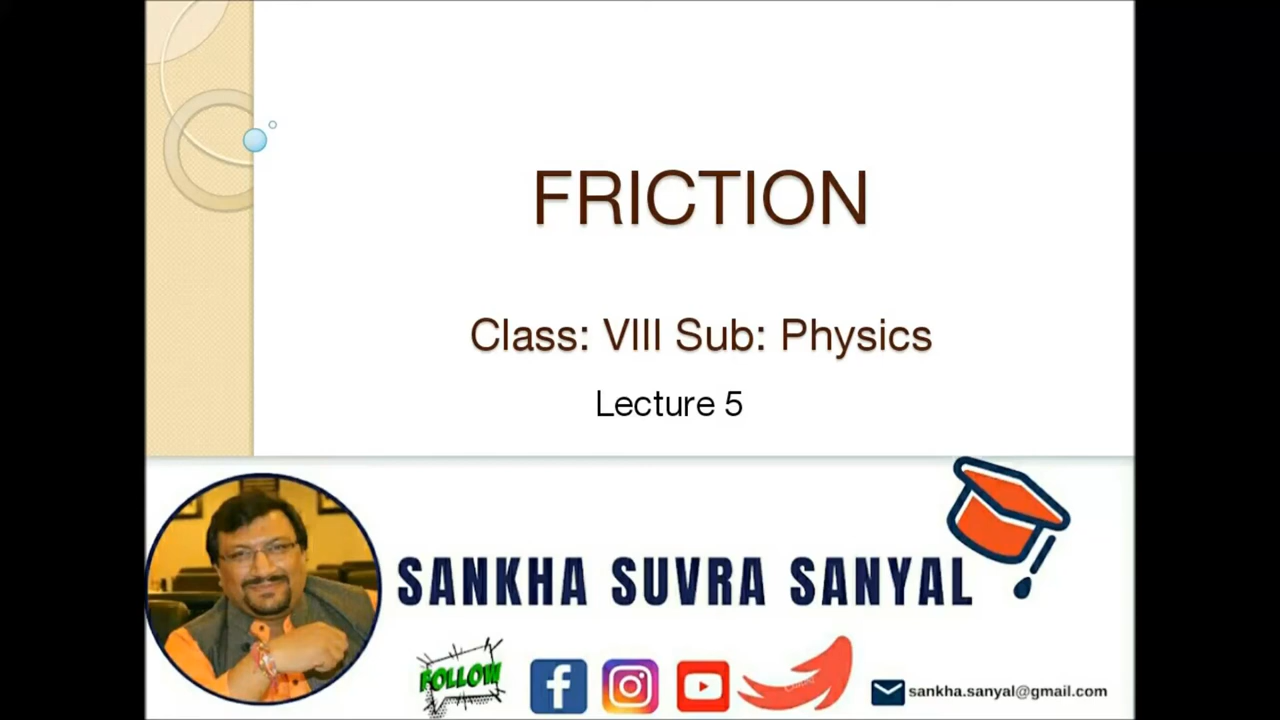 FRICTION
Class: VIII Sub: Physics
Lecture 5
SANKHA SUVRA SANYAL
FOLLOW
sankha.sanyal@gmail.com